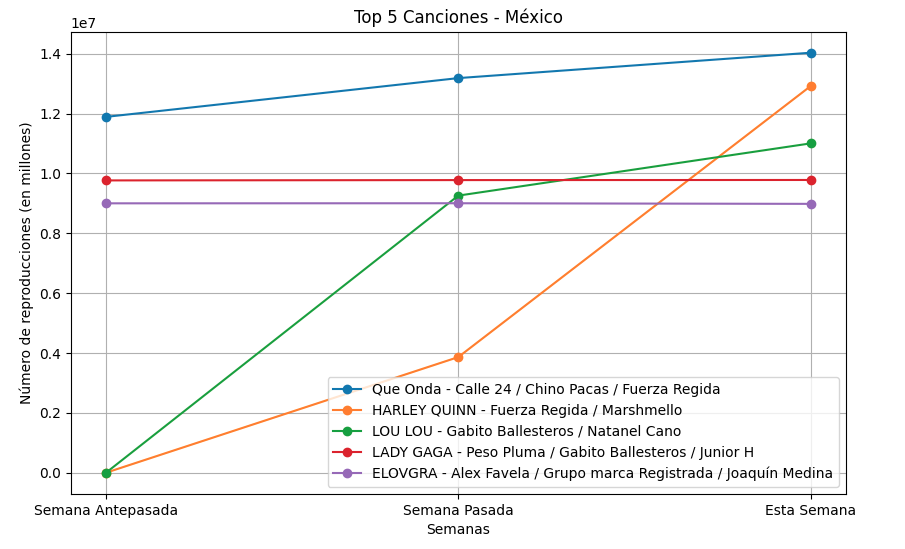 Top 5 Canciones - México
1e7
1.4
1.2
1.0
0.8
0.6
0.4
0.2
0.0
Número de reproducciones (en millones)
Que Onda - Calle 24 / Chino Pacas / Fuerza Regida
HARLEY QUINN - Fuerza Regida / Marshmello
LOU LOU - Gabito Ballesteros / Natanel Cano
LADY GAGA - Peso Pluma / Gabito Ballesteros / Junior H
ELOVGRA - Alex Favela / Grupo marca Registrada / Joaquín Medina
Semana Antepasada
Semana Pasada
Esta Semana
Semanas